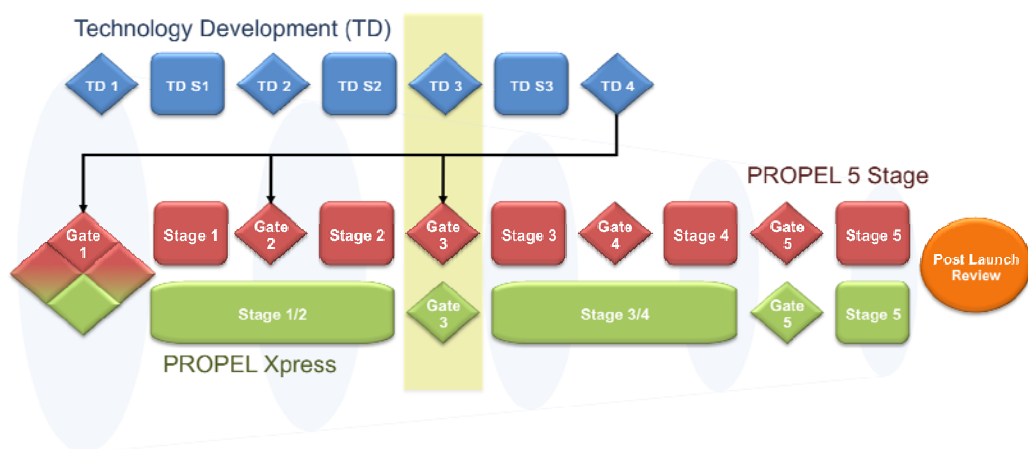 Technology Development (TD)
TD 1
TD S1
TD 2
TD S2
TD 3
TD S3
TD 4
PROPEL 5 Stage
Gate
1
Stage 1
Gate
2
Stage 2
Gate
3
Stage 3
Gate
4
Stage 4
Gate
5
Stage 5
Post Launch
Review
Stage 1/2
Gate
3
Stage 3/4
Gate
5
Stage 5
PROPEL Xpress